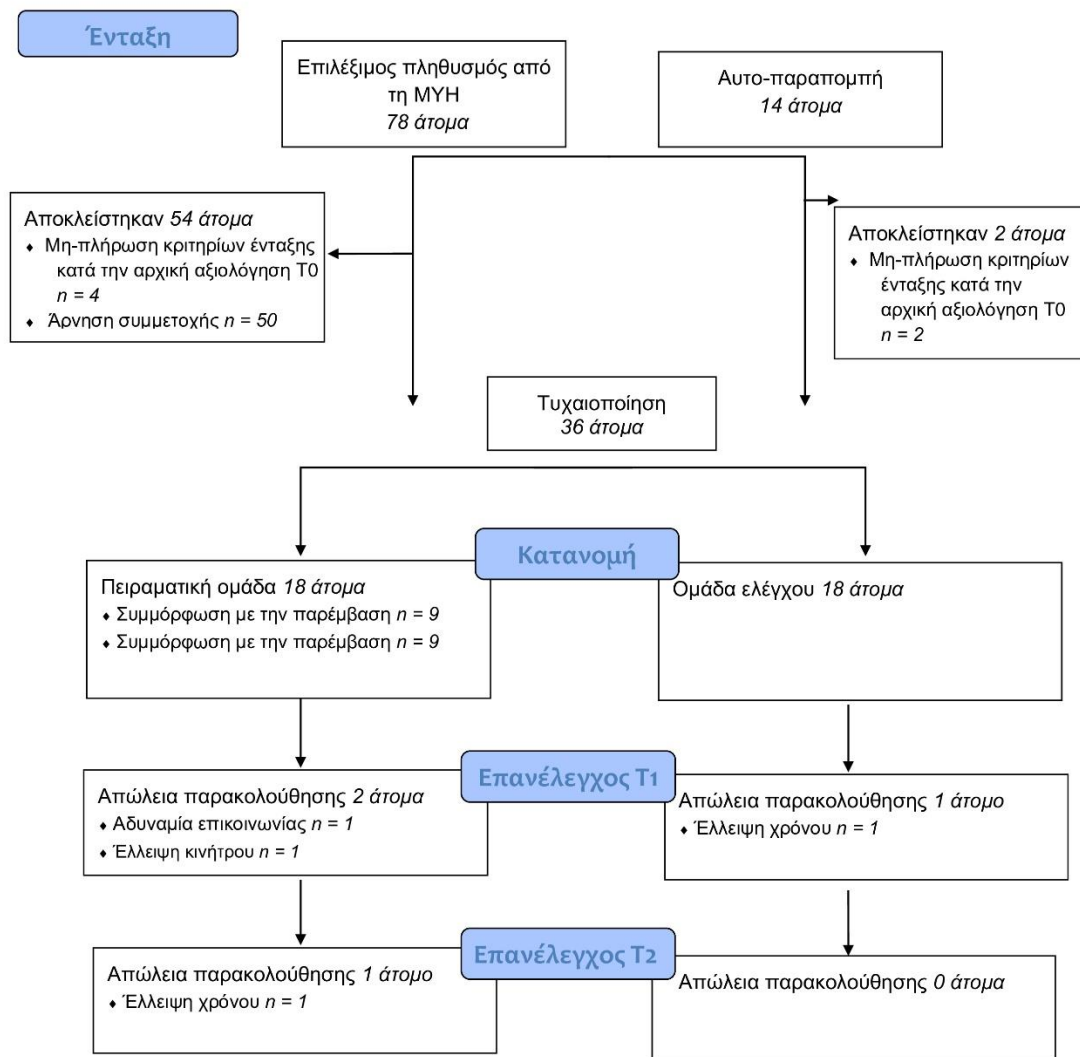 Ένταξη
Επιλέξιμος πληθυσμός από
τη ΜΥΗ
78 άτομα
Αυτο-παραπομπή
14 άτομα
Αποκλείστηκαν 54 άτομα
♦ Μη-πλήρωση κριτηρίων ένταξης
κατά την αρχική αξιολόγηση Τ0
n = 4
♦ Άρνηση συμμετοχής n = 50
Αποκλείστηκαν 2 άτομα
♦ Μη-πλήρωση κριτηρίων
ένταξης κατά την
αρχική αξιολόγηση Τ0
n = 2
Τυχαιοποίηση
36 άτομα
Κατανομή
Πειραματική ομάδα 18 άτομα
♦ Συμμόρφωση με την παρέμβαση n = 9
♦ Συμμόρφωση με την παρέμβαση n = 9
Ομάδα ελέγχου 18 άτομα
Επανέλεγχος Τ1
Απώλεια παρακολούθησης 2 άτομα
♦ Αδυναμία επικοινωνίας n = 1
♦ Έλλειψη κινήτρου n = 1
Απώλεια παρακολούθησης 1 άτομο
♦ Έλλειψη χρόνου n = 1
Επανέλεγχος Τ2
Απώλεια παρακολούθησης 1 άτομο
♦ Έλλειψη χρόνου n = 1
Απώλεια παρακολούθησης 0 άτομα